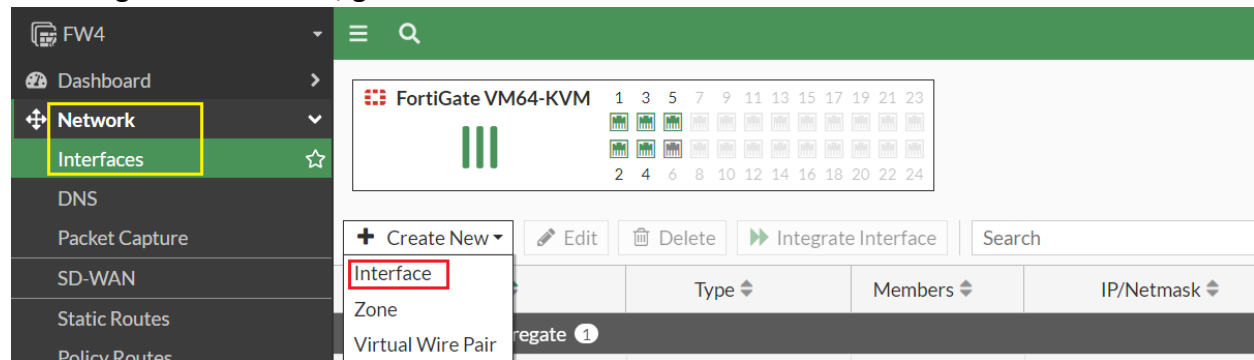 FW4
Dashboard
Network
Interfaces
DNS
Packet Capture
SD-WAN
Static Routes
Policy Routes
FortiGate VM64-KVM
1 3 5 7 9 11 13 15 17 19 21 23
2 4 6 8 10 12 14 16 18 20 22 24
Create New Edit Delete Integrate Interface Search
Interface
Zone
Virtual Wire Pair
Type Members IP/Netmask
regate 1